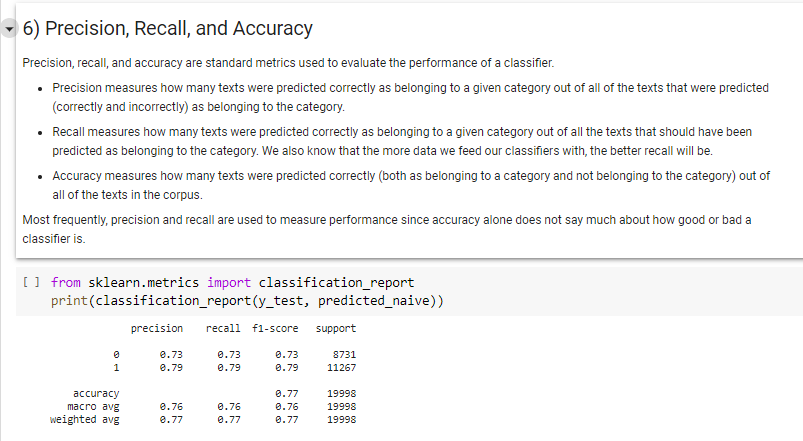 6) Precision, Recall, and Accuracy
Precision, recall, and accuracy are standard metrics used to evaluate the performance of a classifier.
• Precision measures how many texts were predicted correctly as belonging to a given category out of all of the texts that were predicted
(correctly and incorrectly) as belonging to the category.
• Recall measures how many texts were predicted correctly as belonging to a given category out of all the texts that should have been
predicted as belonging to the category. We also know that the more data we feed our classifiers with, the better recall will be.
• Accuracy measures how many texts were predicted correctly (both as belonging to a category and not belonging to the category) out of
all of the texts in the corpus.
Most frequently, precision and recall are used to measure performance since accuracy alone does not say much about how good or bad a
classifier is.
[ ] from sklearn.metrics import classification_report
print(classification_report(y_test, predicted_naive))
precision recall f1-score support
0 0.73 0.73 0.73 8731
1 0.79 0.79 0.79 11267
accuracy 0.77 19998
macro avg 0.76 0.76 0.76 19998
weighted avg 0.77 0.77 0.77 19998